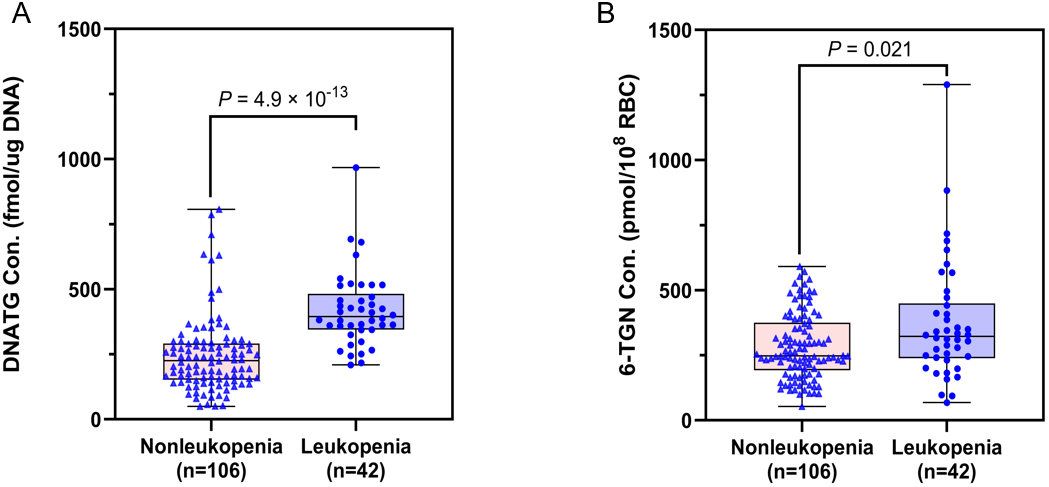 A
DNATG Con. (fmol/ug DNA)
1500
1000
500
0
P = 4.9 × 10-13
Nonleukopenia
(n=106)
Leukopenia
(n=42)
B
6-TGN Con. (pmol/10⁸ RBC)
1500
1000
500
0
P = 0.021
Nonleukopenia
(n=106)
Leukopenia
(n=42)